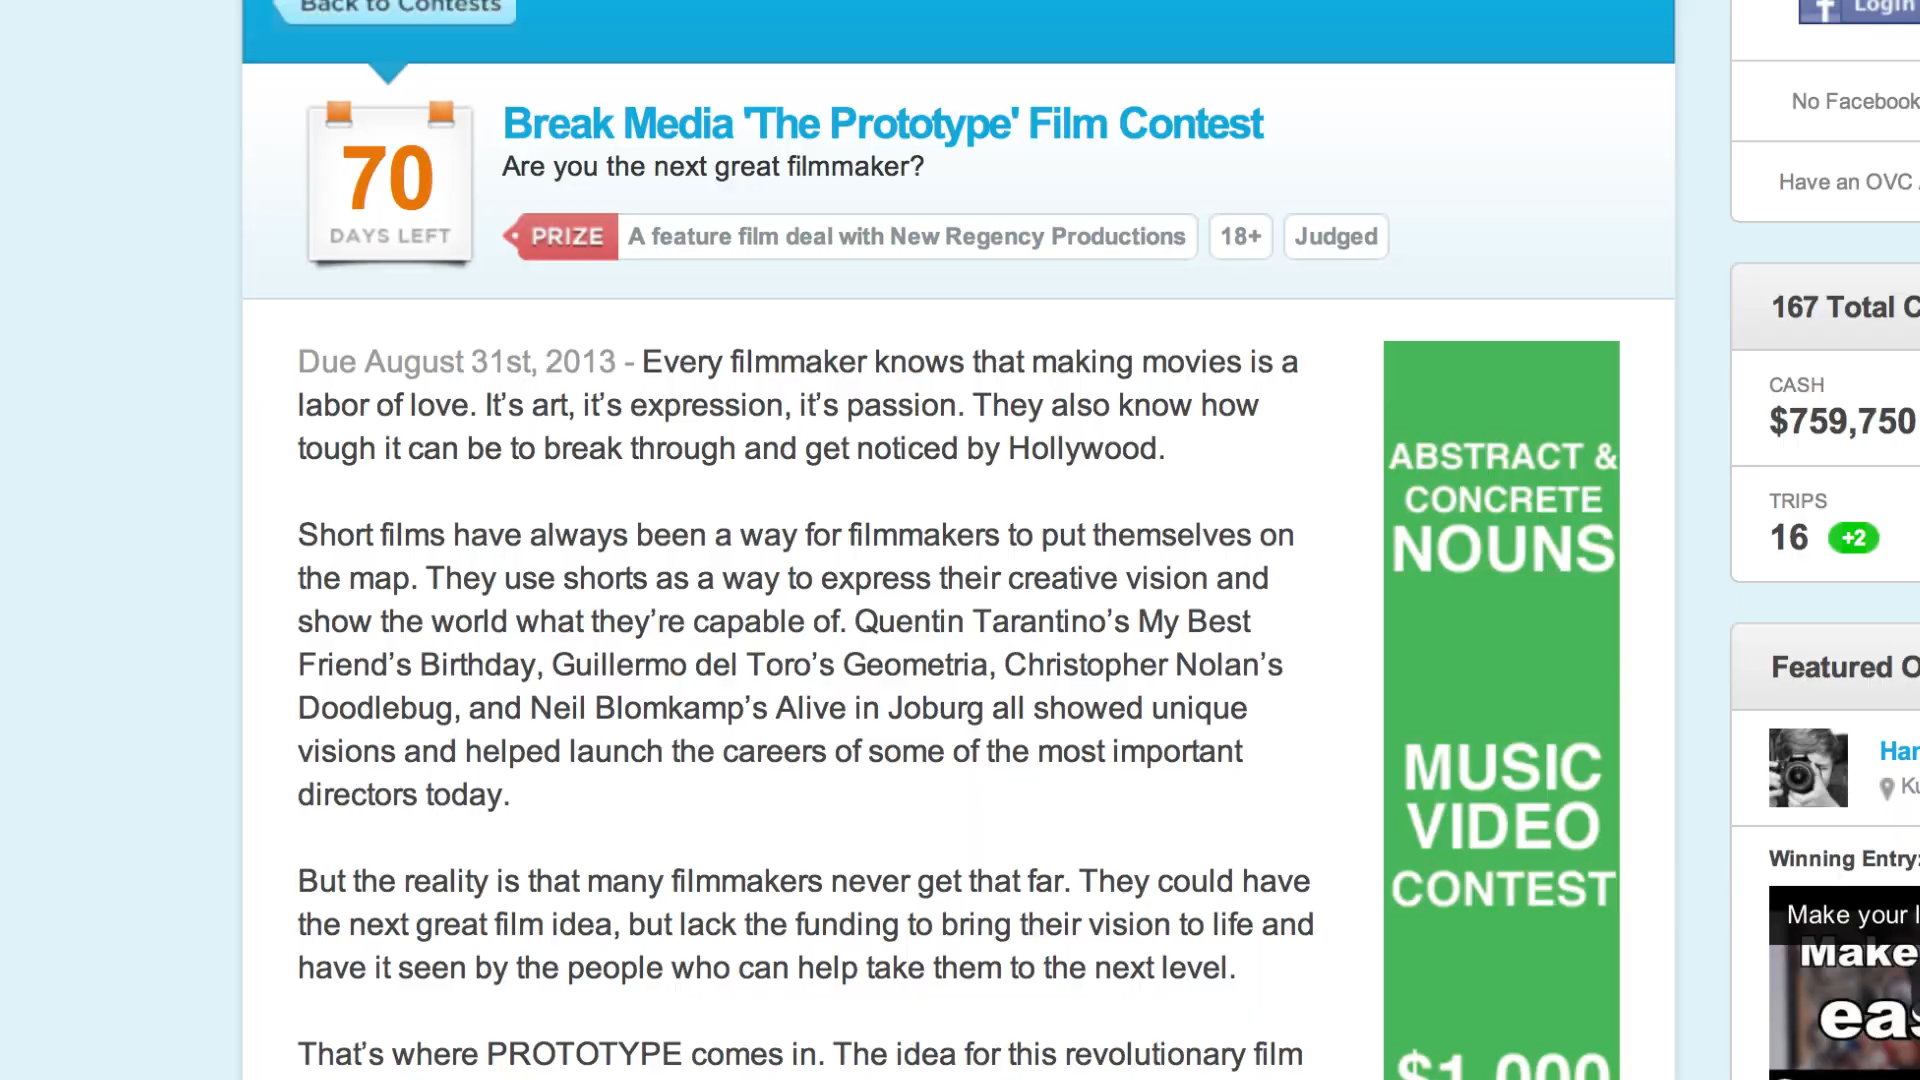 Back to Contests
70
DAYS LEFT
Break Media 'The Prototype' Film Contest
Are you the next great filmmaker?
PRIZE A feature film deal with New Regency Productions 18+ Judged
Due August 31st, 2013 - Every filmmaker knows that making movies is a
labor of love. It’s art, it’s expression, it’s passion. They also know how
tough it can be to break through and get noticed by Hollywood.
Short films have always been a way for filmmakers to put themselves on
the map. They use shorts as a way to express their creative vision and
show the world what they’re capable of. Quentin Tarantino’s My Best
Friend’s Birthday, Guillermo del Toro’s Geometria, Christopher Nolan’s
Doodlebug, and Neil Blomkamp’s Alive in Joburg all showed unique
visions and helped launch the careers of some of the most important
directors today.
But the reality is that many filmmakers never get that far. They could have
the next great film idea, but lack the funding to bring their vision to life and
have it seen by the people who can help take them to the next level.
That’s where PROTOTYPE comes in. The idea for this revolutionary film
ABSTRACT &
CONCRETE
NOUNS
MUSIC
VIDEO
CONTEST
$1,000
f Login
No Facebook
Have an OVC
167 Total
CASH
$759,750
TRIPS
16 +2
Featured
Winning Entry:
Make your
Make